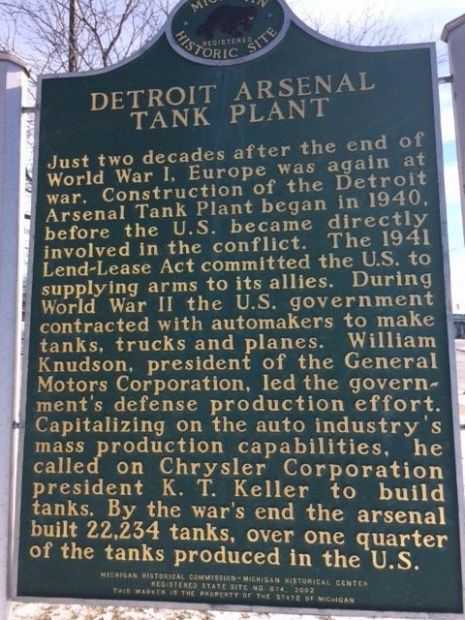 MICHIGAN
REGISTERED
HISTORIC SITE
DETROIT ARSENAL
TANK PLANT
Just two decades after the end of
World War I, Europe was again at
war. Construction of the Detroit
Arsenal Tank Plant began in 1940,
before the U.S. became directly
involved in the conflict. The 1941
Lend-Lease Act committed the U.S. to
supplying arms to its allies. During
World War II the U.S. government
contracted with automakers to make
tanks, trucks and planes. William
Knudson, president of the General
Motors Corporation, led the govern-
ment's defense production effort.
Capitalizing on the auto industry's
mass production capabilities, he
called on Chrysler Corporation
president K. T. Keller to build
tanks. By the war's end the arsenal
built 22,234 tanks, over one quarter
of the tanks produced in the U.S.
MICHIGAN HISTORICAL COMMISSION-MICHIGAN HISTORICAL CENTER
REGISTERED STATE SITE NO. 674, 2002
THIS MARKER IS THE PROPERTY OF THE STATE OF MICHIGAN